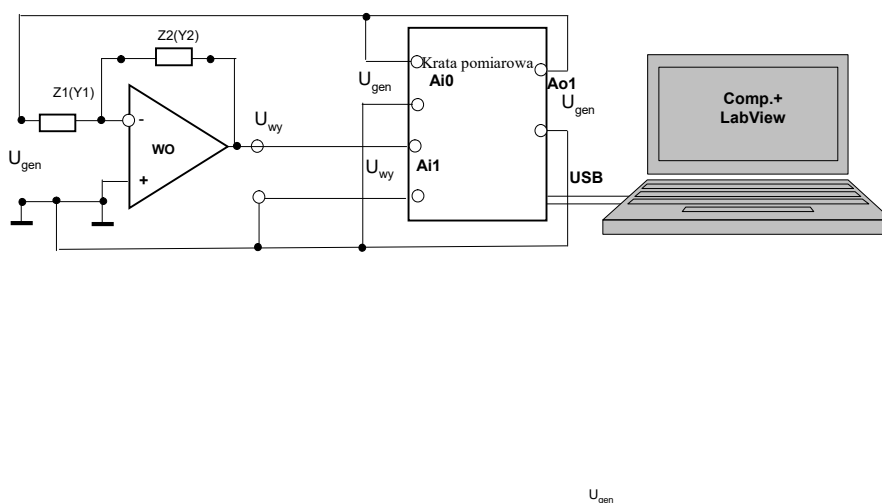 Z2(Y2)
Z1(Y1)
U gen
-
+
WO
U wy
U gen
Krata pomiarowa
Ai0
Ao1
U gen
U wy
Ai1
USB
Comp.+
LabView
U gen